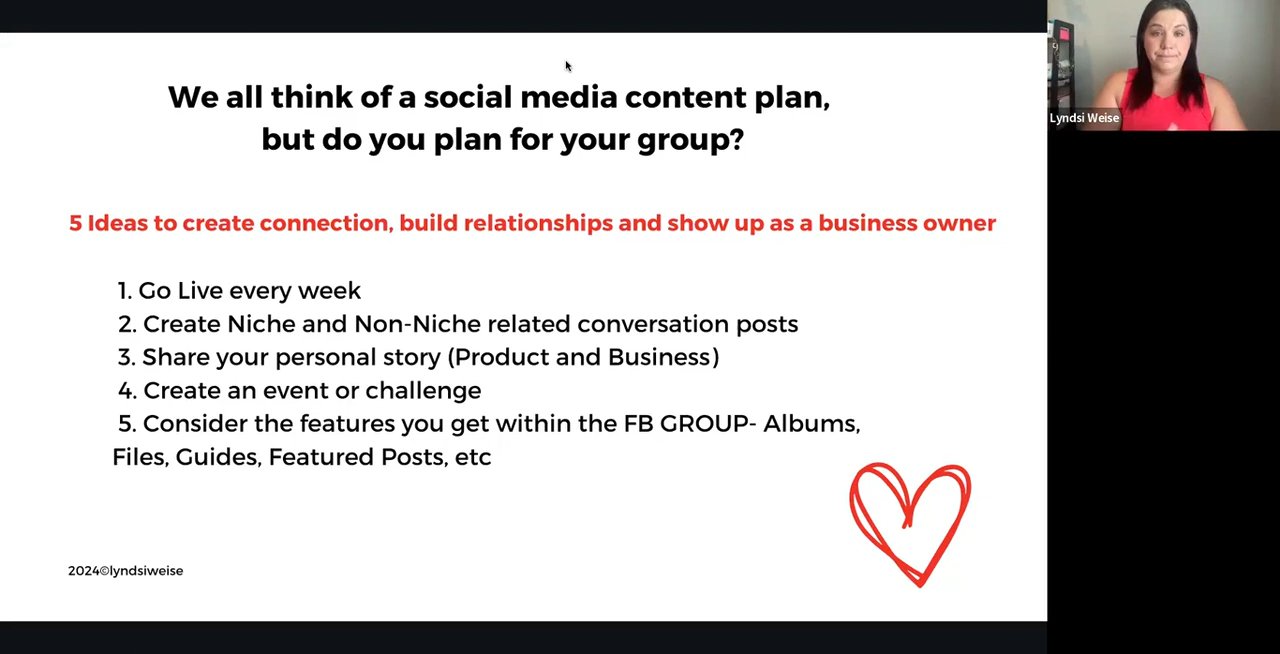 We all think of a social media content plan,
but do you plan for your group?
5 Ideas to create connection, build relationships and show up as a business owner
1. Go Live every week
2. Create Niche and Non-Niche related conversation posts
3. Share your personal story (Product and Business)
4. Create an event or challenge
5. Consider the features you get within the FB GROUP- Albums,
Files, Guides, Featured Posts, etc
2024©lyndsiweise
Lyndsi Weise